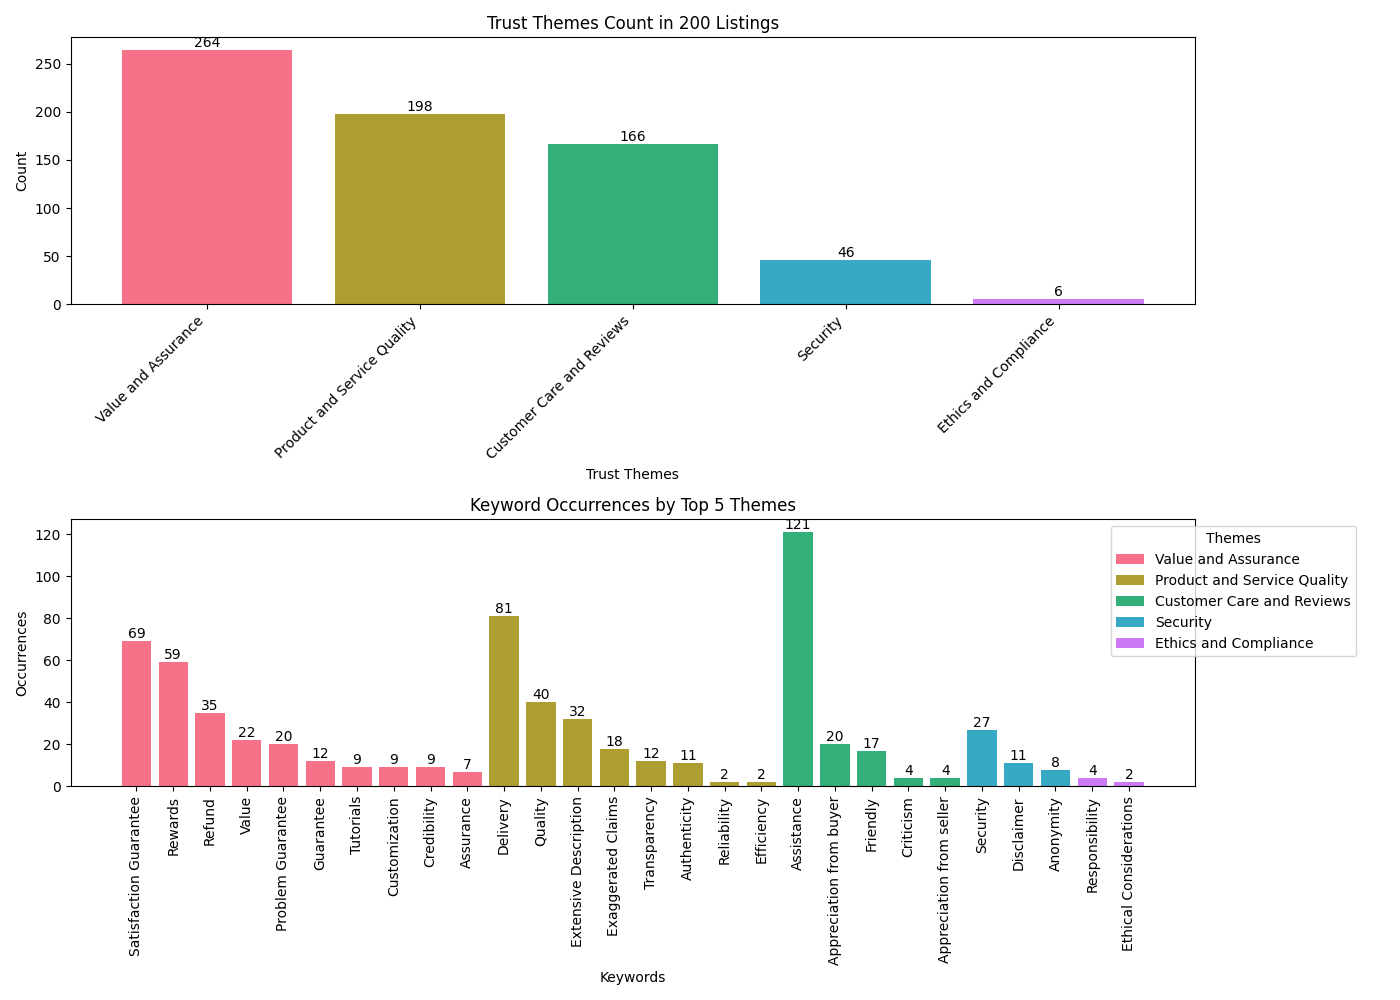 Trust Themes Count in 200 Listings
Count
250
200
150
100
50
0
264
198
166
46
6
Value and Assurance
Product and Service Quality
Customer Care and Reviews
Security
Ethics and Compliance
Trust Themes
Keyword Occurrences by Top 5 Themes
Occurrences
120
100
80
60
40
20
0
69
59
35
22
20
12
9
9
9
7
81
40
32
18
12
11
2
2
121
20
17
4
4
27
11
8
4
2
Themes
Value and Assurance
Product and Service Quality
Customer Care and Reviews
Security
Ethics and Compliance
Satisfaction Guarantee
Rewards
Refund
Value
Problem Guarantee
Guarantee
Tutorials
Customization
Credibility
Assurance
Delivery
Quality
Extensive Description
Exaggerated Claims
Transparency
Authenticity
Reliability
Efficiency
Assistance
Appreciation from buyer
Friendly
Criticism
Appreciation from seller
Security
Disclaimer
Anonymity
Responsibility
Ethical Considerations
Keywords